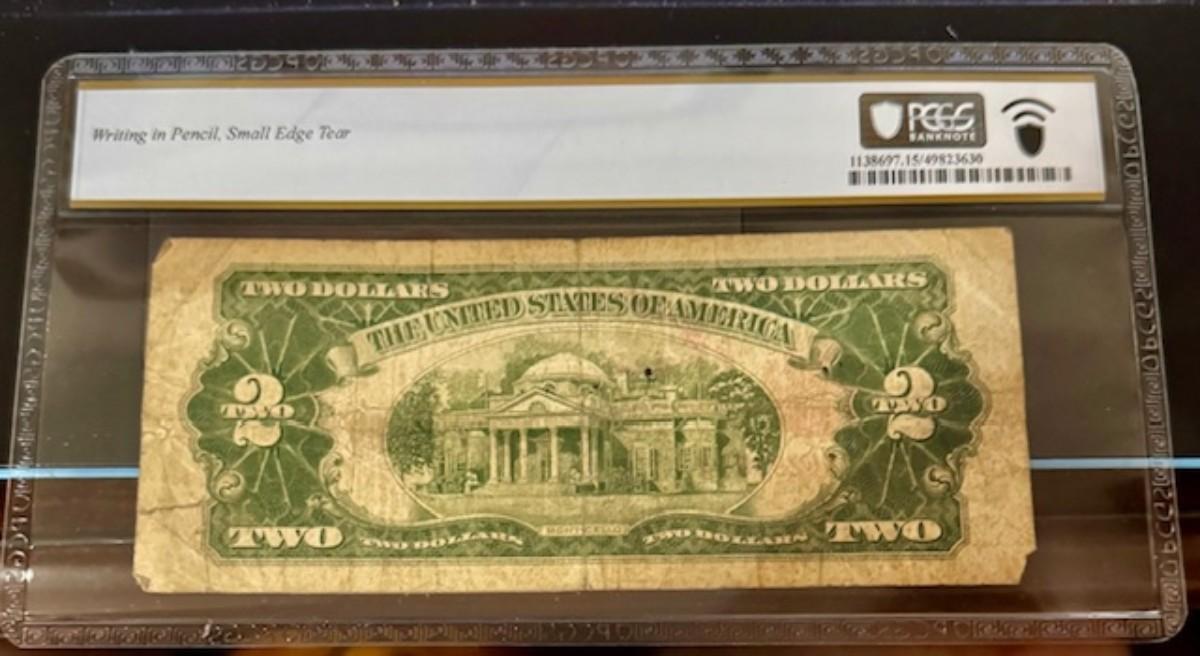 Writing in Pencil, Small Edge Tear
PCGS
BANKNOTE
1138697.15/49823630
TWO DOLLARS
TWO DOLLARS
THE UNITED STATES OF AMERICA
2
TWO
2
TWO
MONTICELLO
TWO
TWO DOLLARS
TWO DOLLARS
TWO